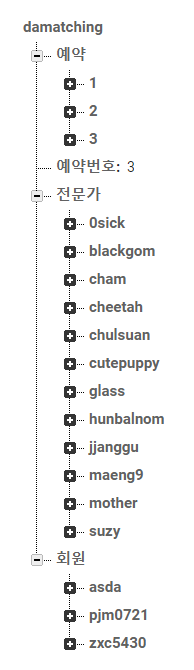 damatching
예약
1
2
3
예약번호: 3
전문가
0sick
blackgom
cham
cheetah
chulsuan
cutepuppy
glass
hunbalnom
jjanggu
maeng9
mother
suzy
회원
asda
pjm0721
zxc5430